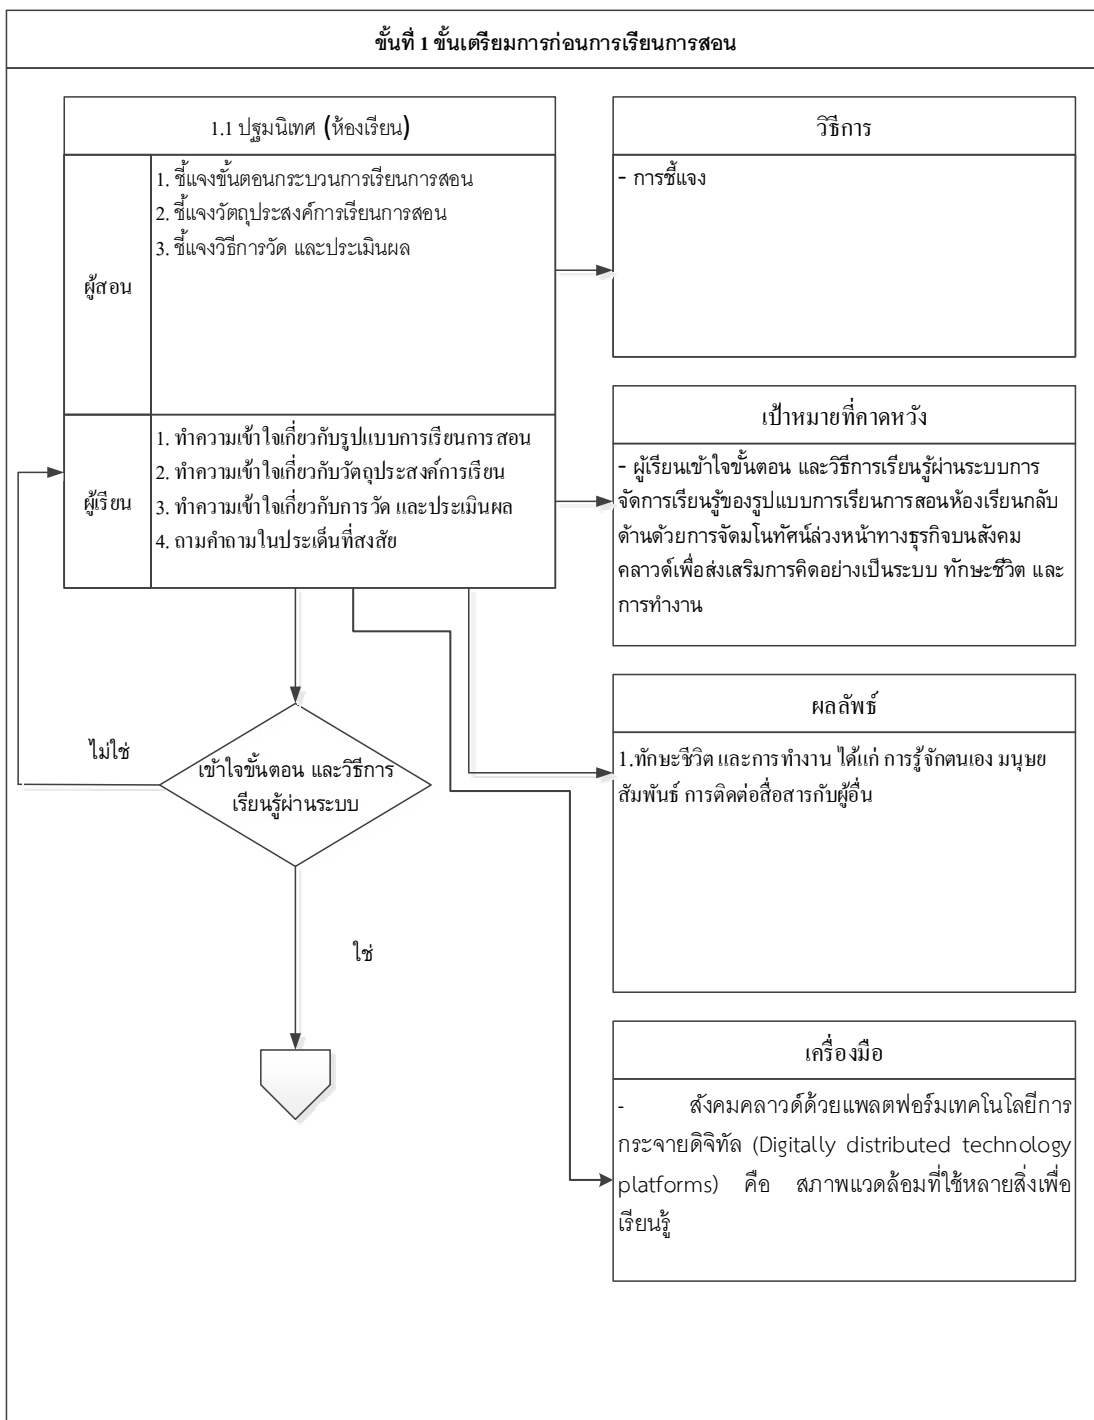 ขั้นที่ 1 ขั้นเตรียมการก่อนการเรียนการสอน
1.1 ปฐมนิเทศ (ห้องเรียน)
ผู้สอน
1. ชี้แจงขั้นตอนกระบวนการเรียนการสอน
2. ชี้แจงวัตถุประสงค์การเรียนการสอน
3. ชี้แจงวิธีการวัด และประเมินผล
ผู้เรียน
1. ทำความเข้าใจเกี่ยวกับรูปแบบการเรียนการสอน
2. ทำความเข้าใจเกี่ยวกับวัตถุประสงค์การเรียน
3. ทำความเข้าใจเกี่ยวกับการวัด และประเมินผล
4. ถามคำถามในประเด็นที่สงสัย
วิธีการ
- การชี้แจง
เป้าหมายที่คาดหวัง
- ผู้เรียนเข้าใจขั้นตอน และวิธีการเรียนรู้ผ่านระบบการ
จัดการเรียนรู้ของรูปแบบการเรียนการสอนห้องเรียนกลับ
ด้านด้วยการจัดมโนทัศน์ล่วงหน้าทางธุรกิจบนสังคม
คลาวด์เพื่อส่งเสริมการคิดอย่างเป็นระบบ ทักษะชีวิต และ
การทำงาน
ไม่ใช่
เข้าใจขั้นตอน และวิธีการ
เรียนรู้ผ่านระบบ
ใช่
ผลลัพธ์
1.ทักษะชีวิต และการทำงาน ได้แก่ การรู้จักตนเอง มนุษย
สัมพันธ์ การติดต่อสื่อสารกับผู้อื่น
เครื่องมือ
- สังคมคลาวด์ด้วยแพลตฟอร์มเทคโนโลยีการ
กระจายดิจิทัล (Digitally distributed technology
platforms) คือ สภาพแวดล้อมที่ใช้หลายสิ่งเพื่อ
เรียนรู้